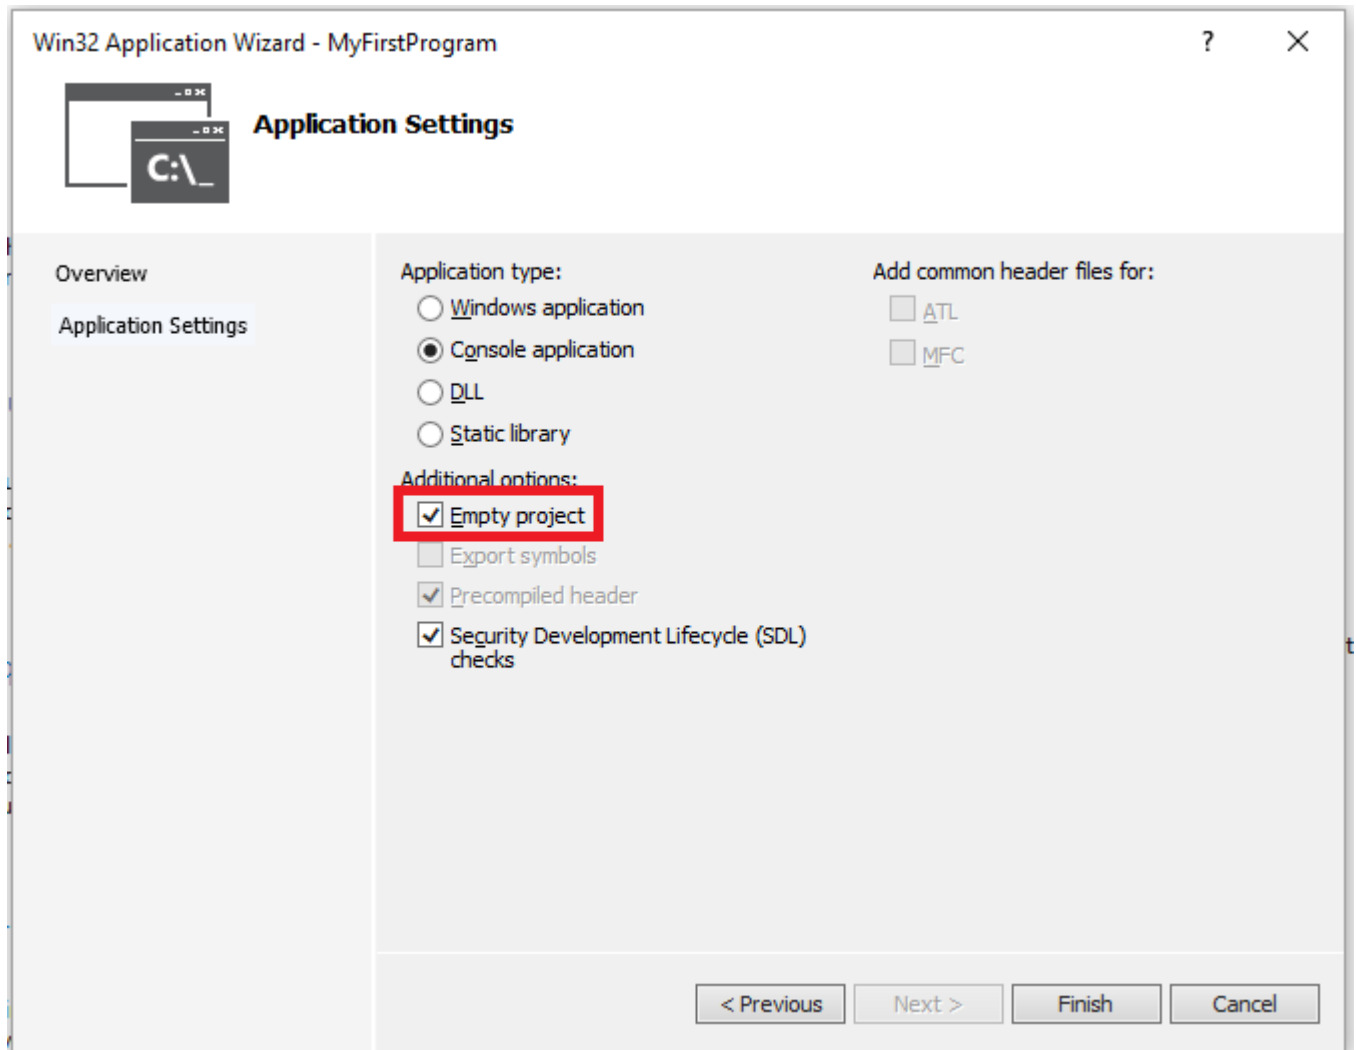 Win32 Application Wizard - MyFirstProgram
?
C:\_
Application Settings
Overview
Application Settings
Application type:
Windows application
Console application
DLL
Static library
Additional options:
Empty project
Export symbols
Precompiled header
Security Development Lifecycle (SDL)
checks
Add common header files for:
ATL
MFC
< Previous
Next >
Finish
Cancel